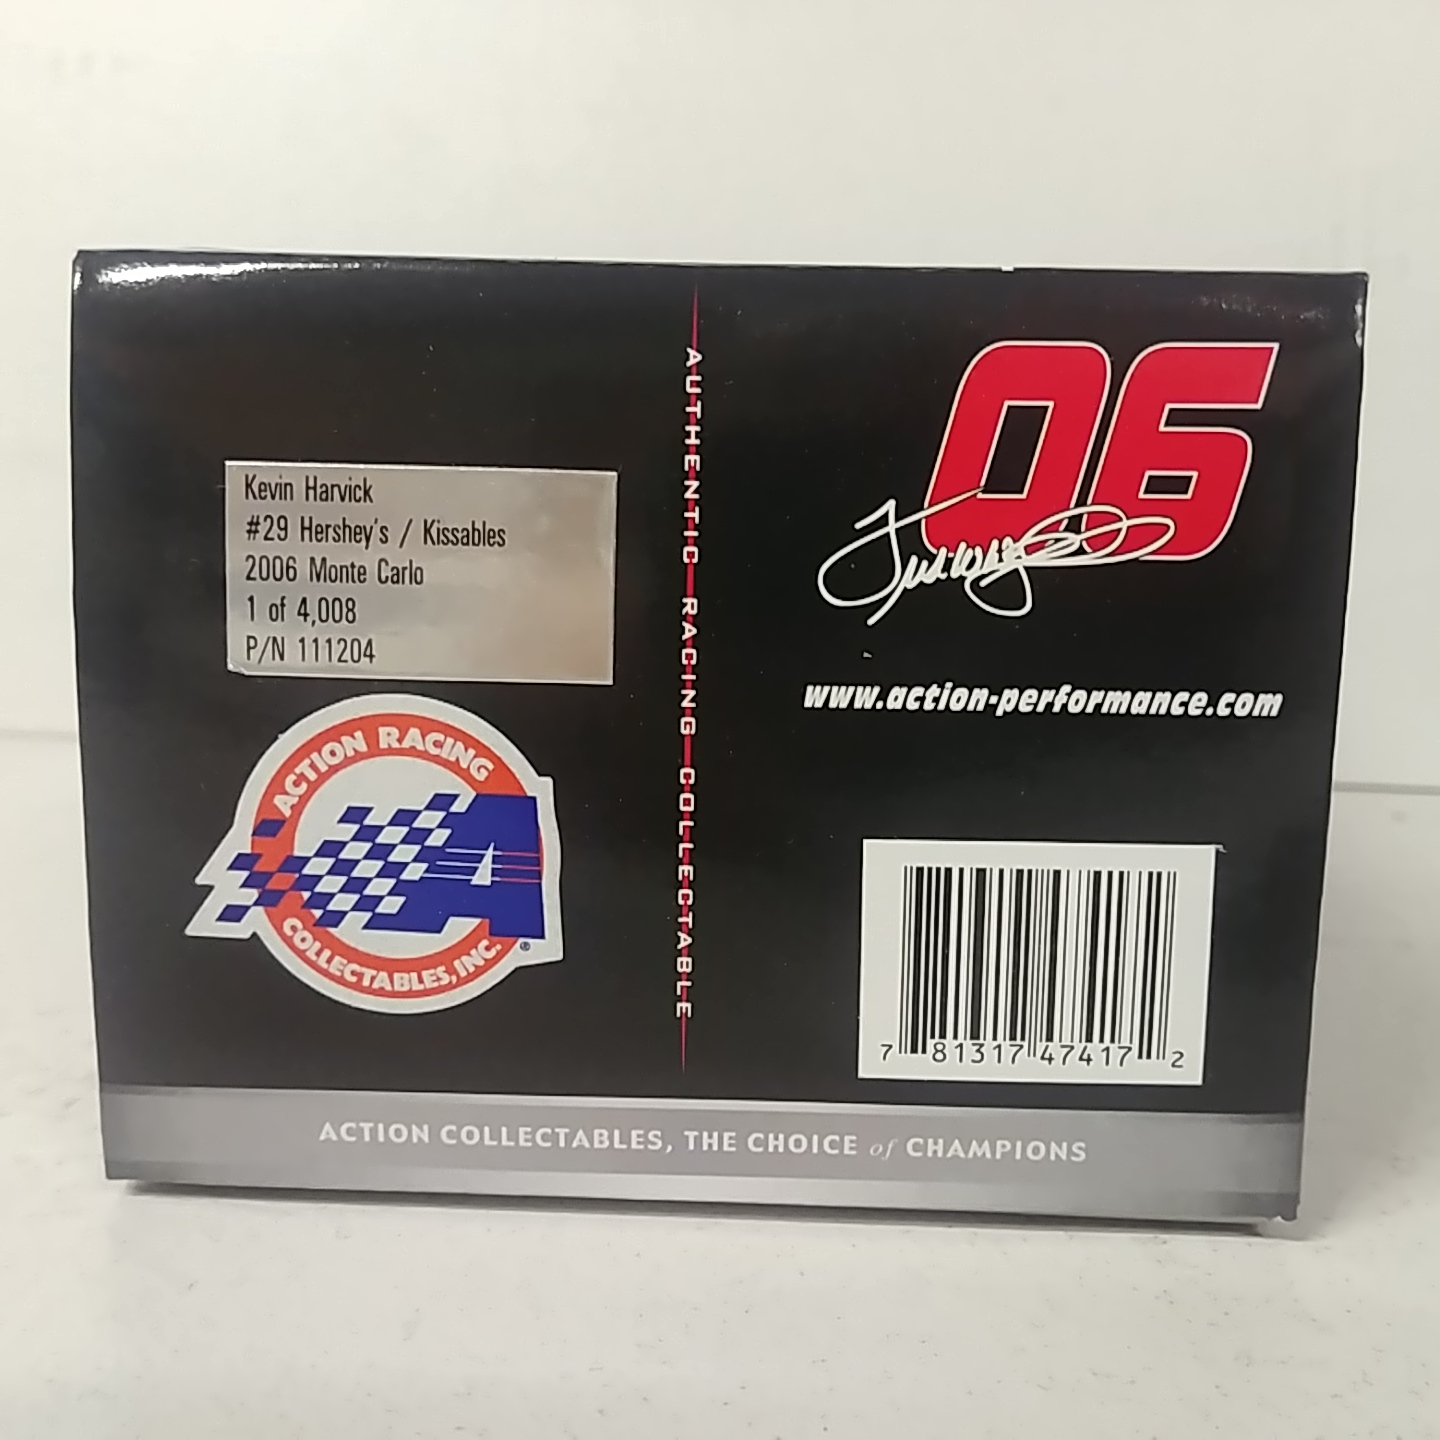 Kevin Harvick
#29 Hershey's / Kissables
2006 Monte Carlo
1 of 4,008
P/N 111204
ACTION RACING
COLLECTABLES, INC.
®
AUTHENTIC RACING COLLECTABLE
06
www.action-performance.com
7 81317 47417 2
ACTION COLLECTABLES, THE CHOICE of CHAMPIONS